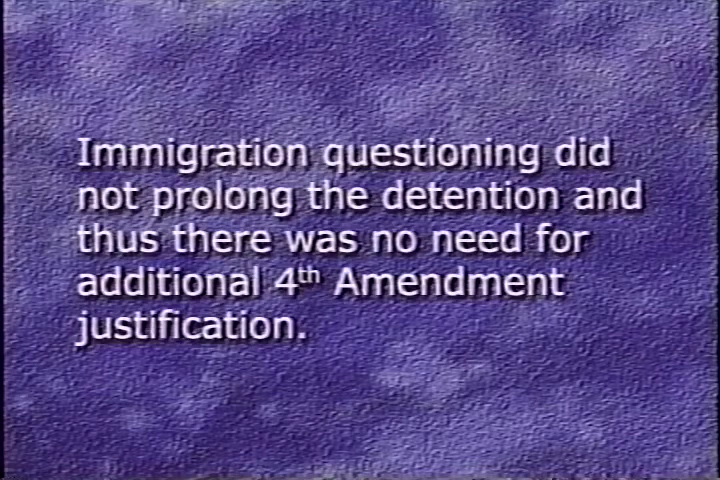 Immigration questioning did
not prolong the detention and
thus there was no need for
additional 4th Amendment
justification.